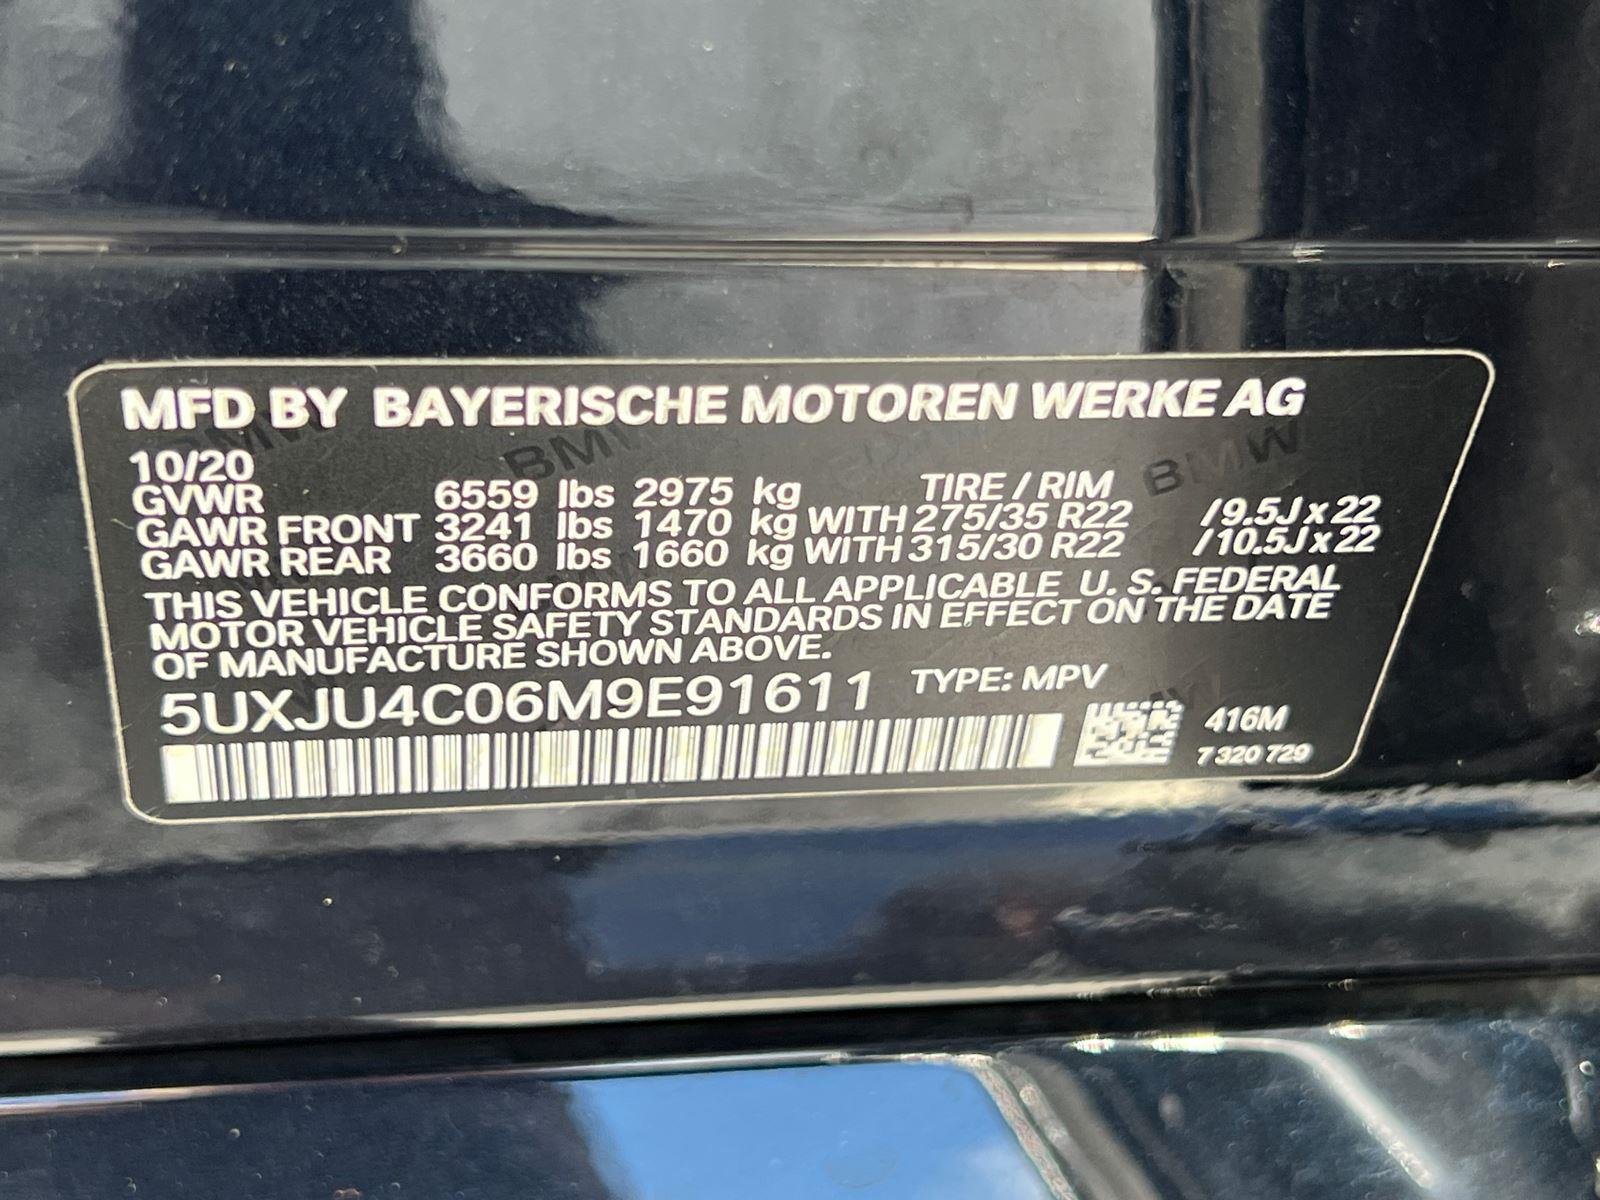 MFD BY BAYERISCHE MOTOREN WERKE AG
10/20
GVWR 6559 lbs 2975 kg TIRE / RIM
GAWR FRONT 3241 lbs 1470 kg WITH 275/35 R22 /9.5J x 22
GAWR REAR 3660 lbs 1660 kg WITH 315/30 R22 /10.5J x 22
THIS VEHICLE CONFORMS TO ALL APPLICABLE U. S. FEDERAL
MOTOR VEHICLE SAFETY STANDARDS IN EFFECT ON THE DATE
OF MANUFACTURE SHOWN ABOVE.
5UXJU4C06M9E91611 TYPE: MPV
416M
7 320 729